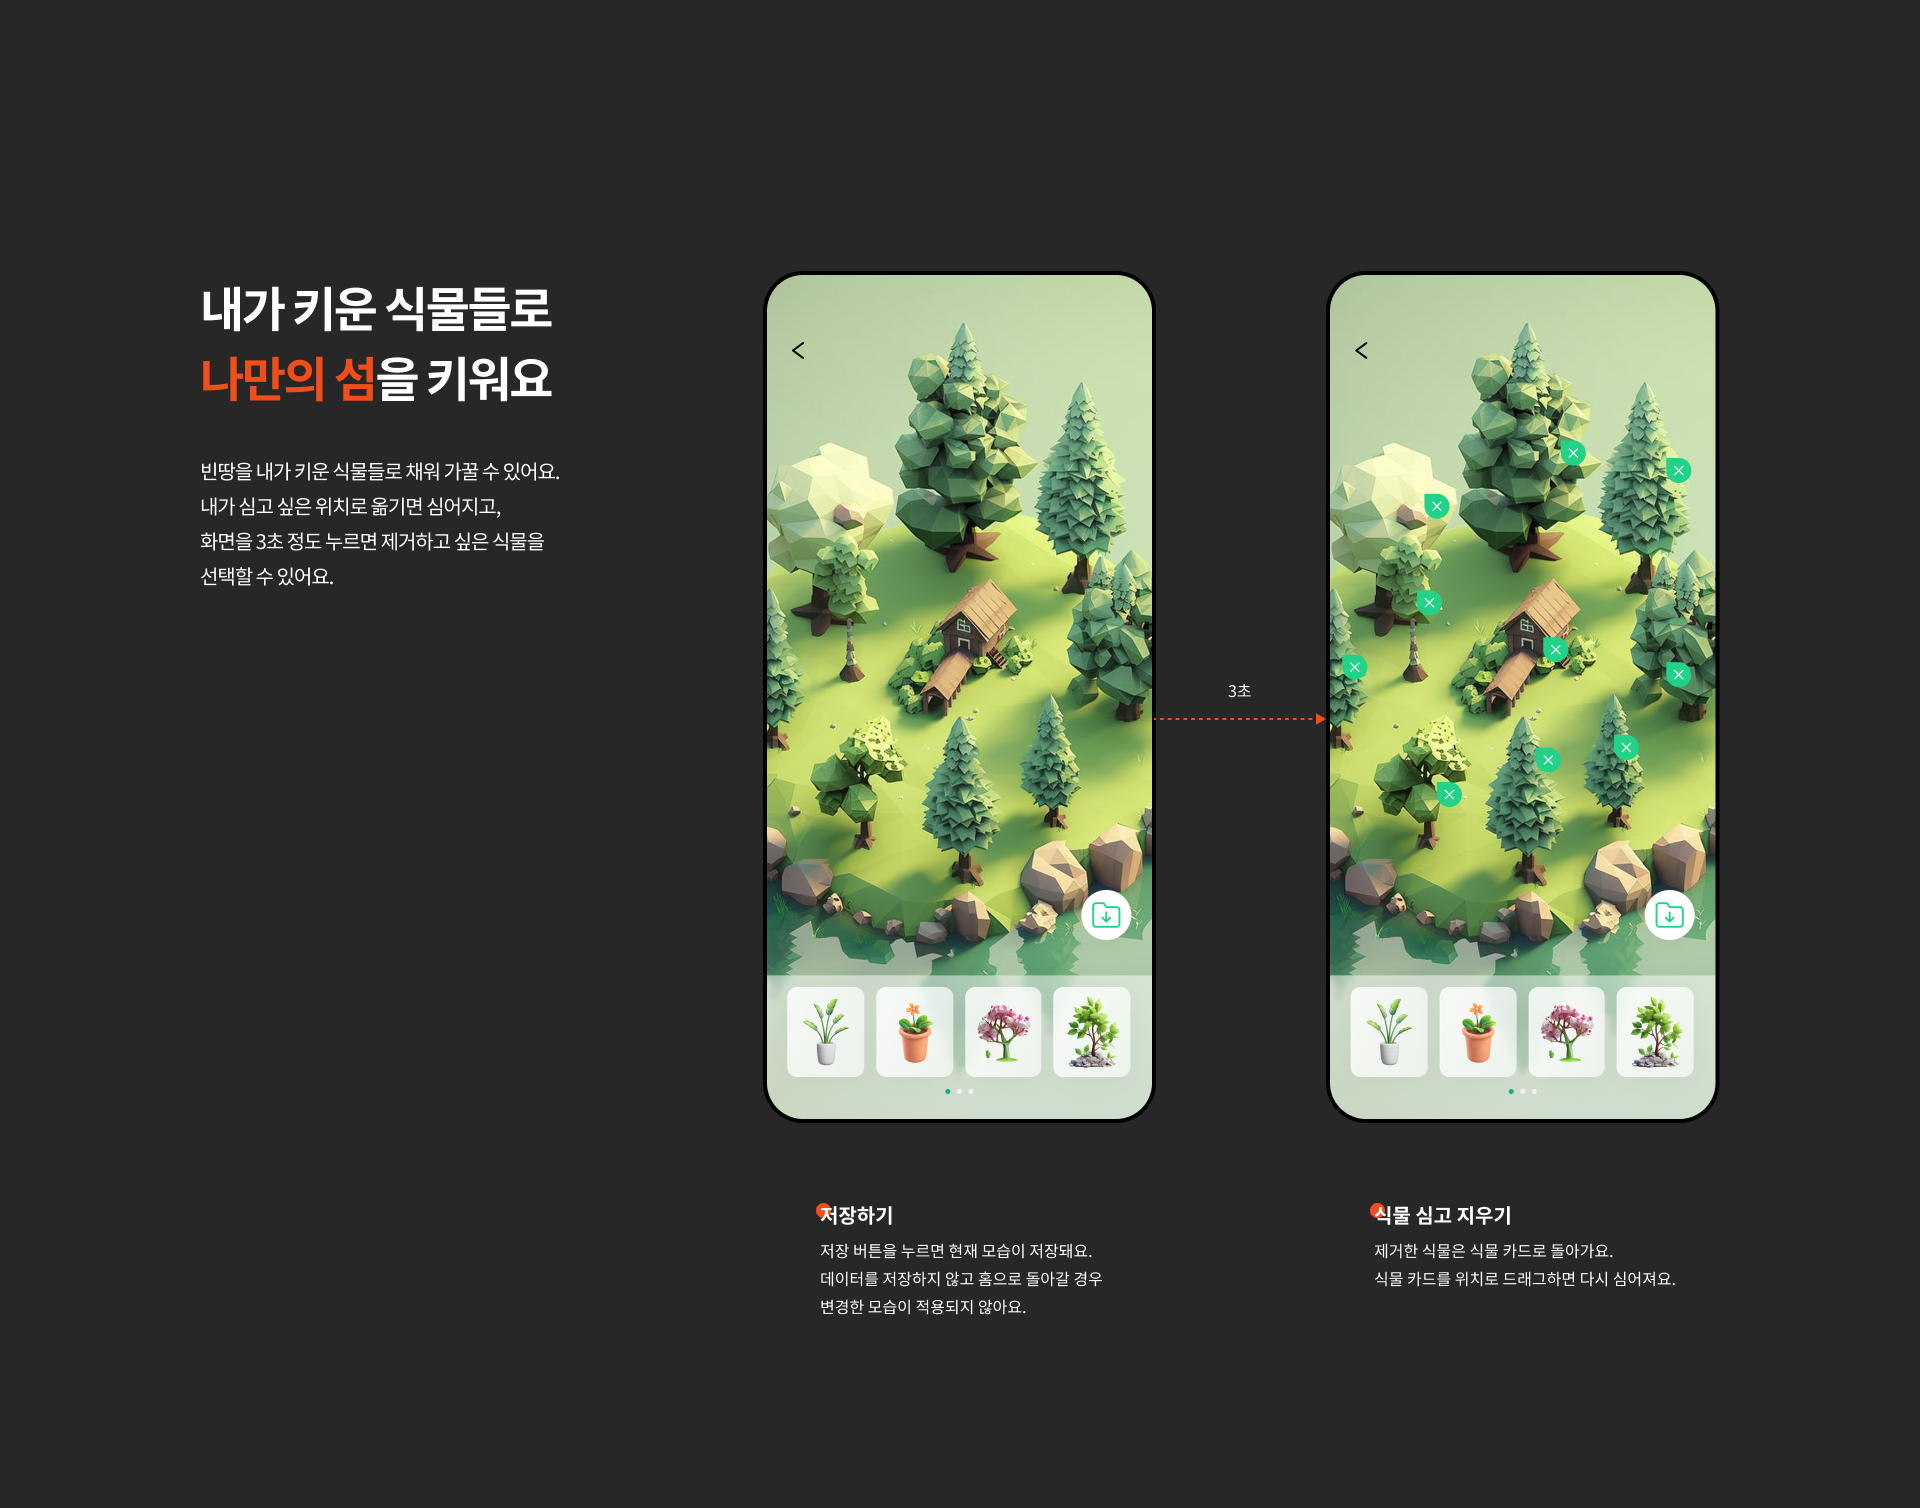 내가 키운 식물들로
나만의 섬을 키워요
빈땅을 내가 키운 식물들로 채워 가꿀 수 있어요.
내가 심고 싶은 위치로 옮기면 심어지고,
화면을 3초 정도 누르면 제거하고 싶은 식물을
선택할 수 있어요.
3초
저장하기
저장 버튼을 누르면 현재 모습이 저장돼요.
데이터를 저장하지 않고 홈으로 돌아갈 경우
변경한 모습이 적용되지 않아요.
식물 심고 지우기
제거한 식물은 식물 카드로 돌아가요.
식물 카드를 위치로 드래그하면 다시 심어져요.